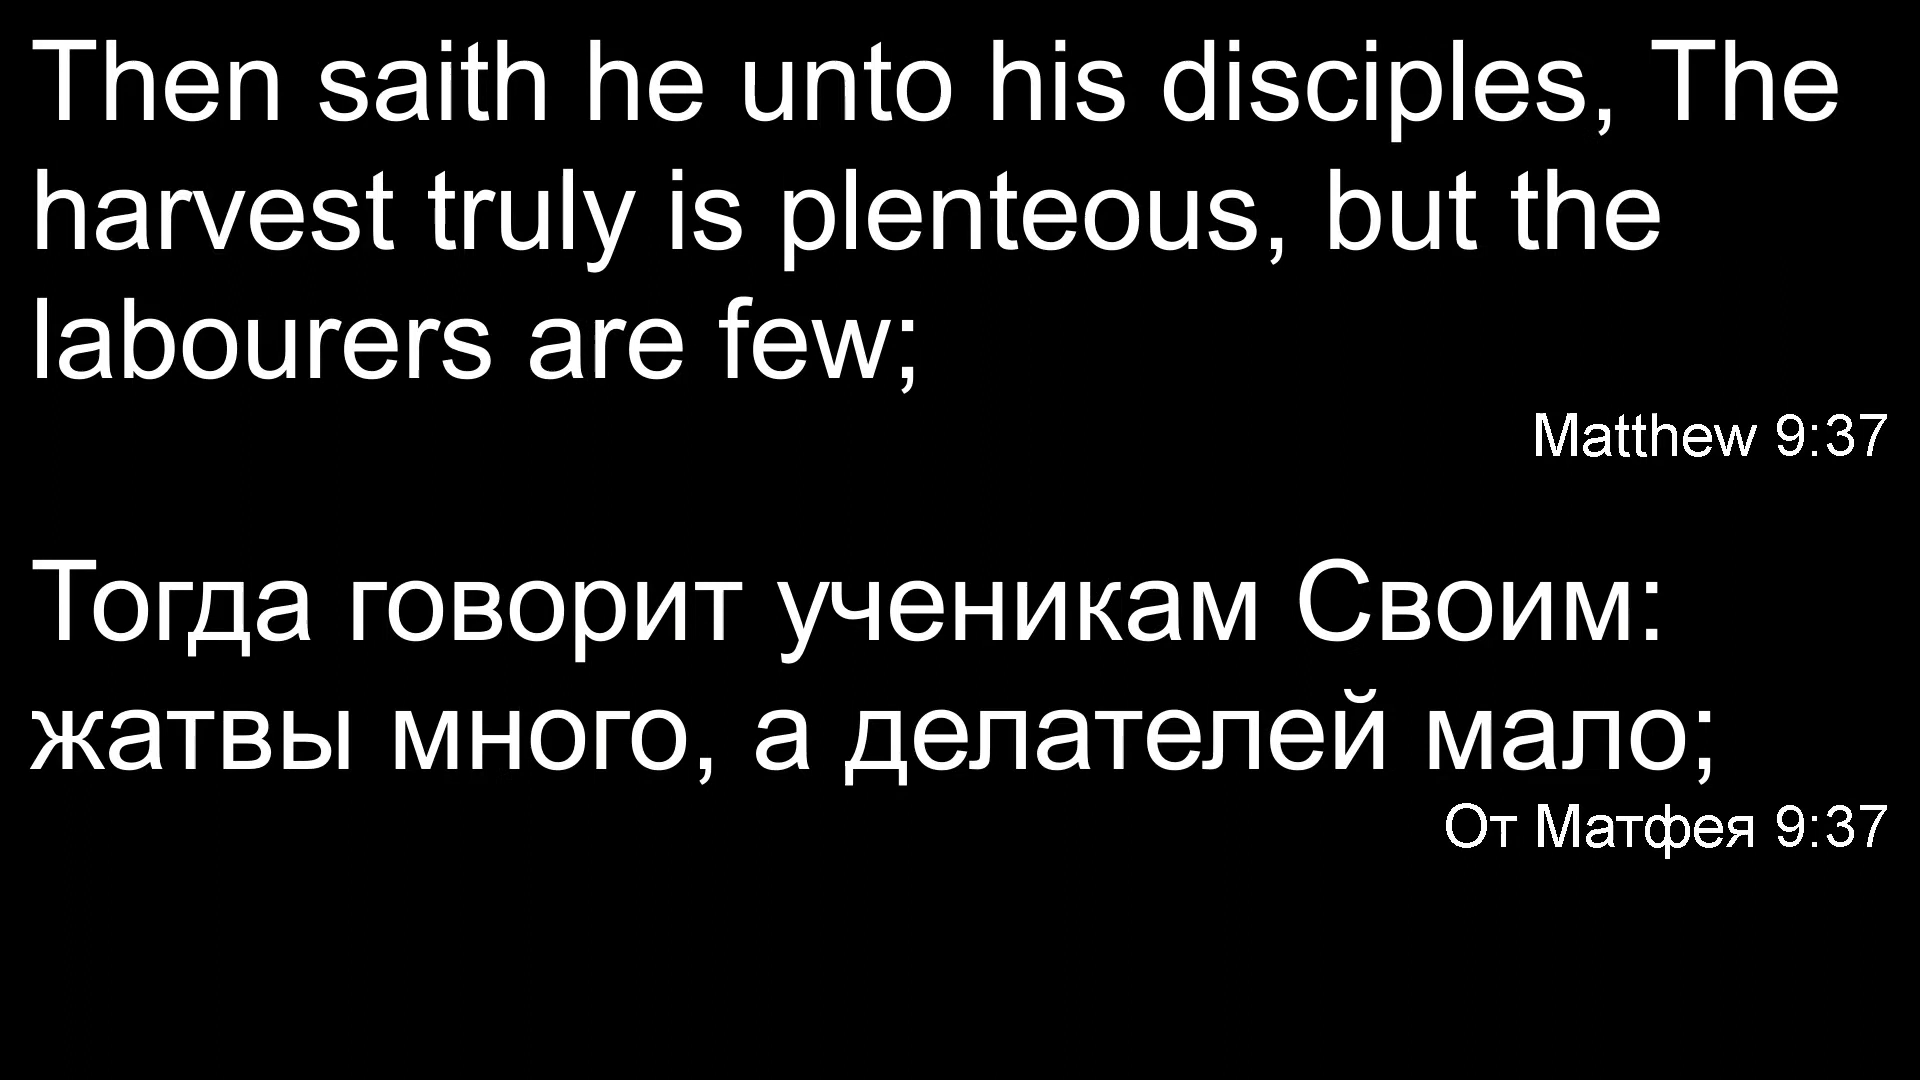 Then saith he unto his disciples, The
harvest truly is plenteous, but the
labourers are few;
Matthew 9:37
Тогда говорит ученикам Своим:
жатвы много, а делателей мало;
От Матфея 9:37